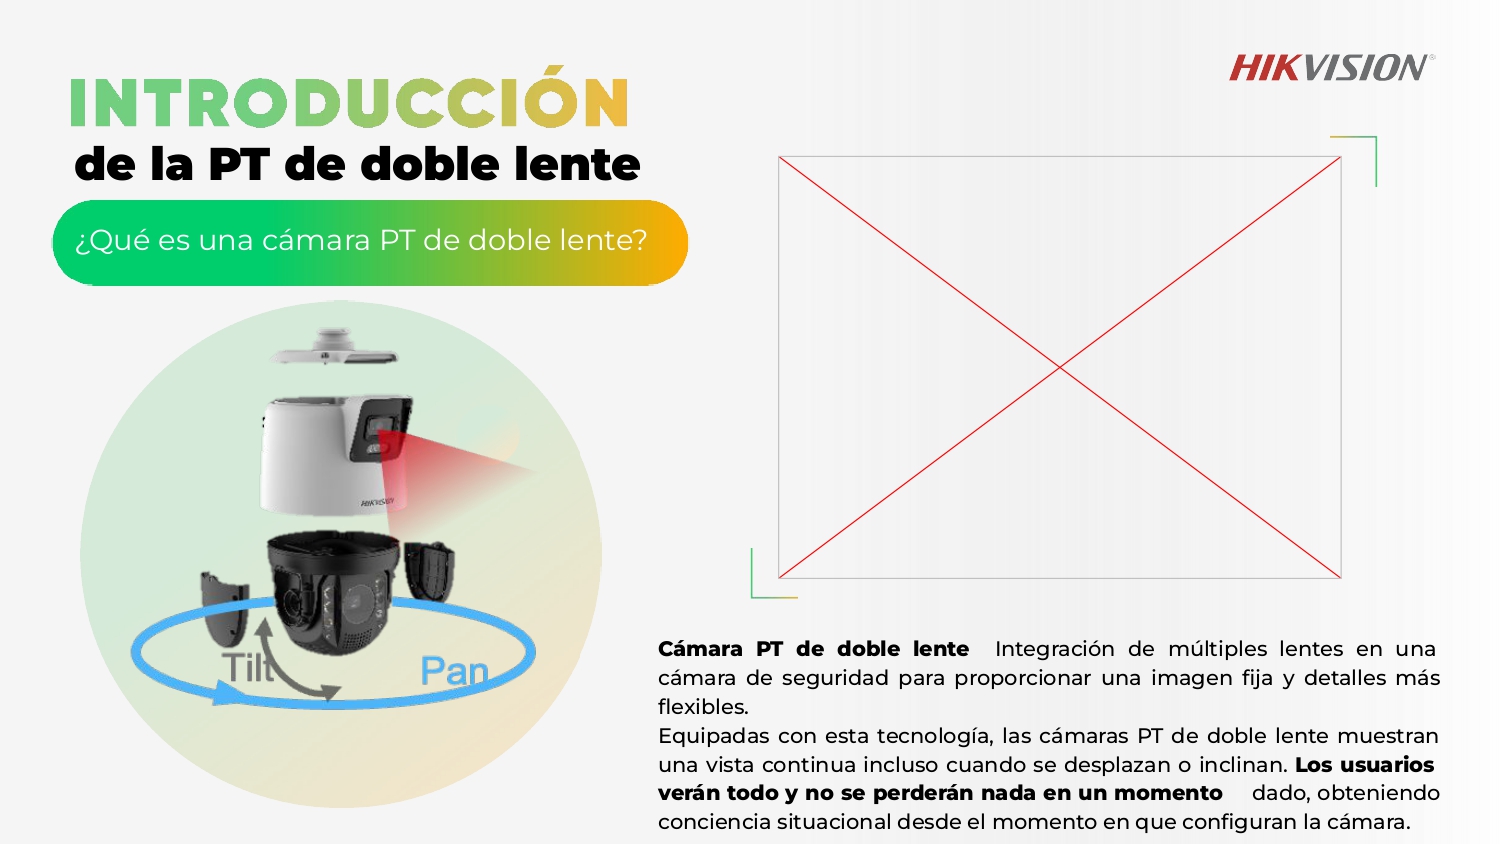 HIKVISION®
INTRODUCCIÓN
de la PT de doble lente
¿Qué es una cámara PT de doble lente?
HIKVISION
Tilt
Pan
Cámara PT de doble lente Integración de múltiples lentes en una
cámara de seguridad para proporcionar una imagen fija y detalles más
flexibles.
Equipadas con esta tecnología, las cámaras PT de doble lente muestran
una vista continua incluso cuando se desplazan o inclinan. Los usuarios
verán todo y no se perderán nada en un momento dado, obteniendo
conciencia situacional desde el momento en que configuran la cámara.